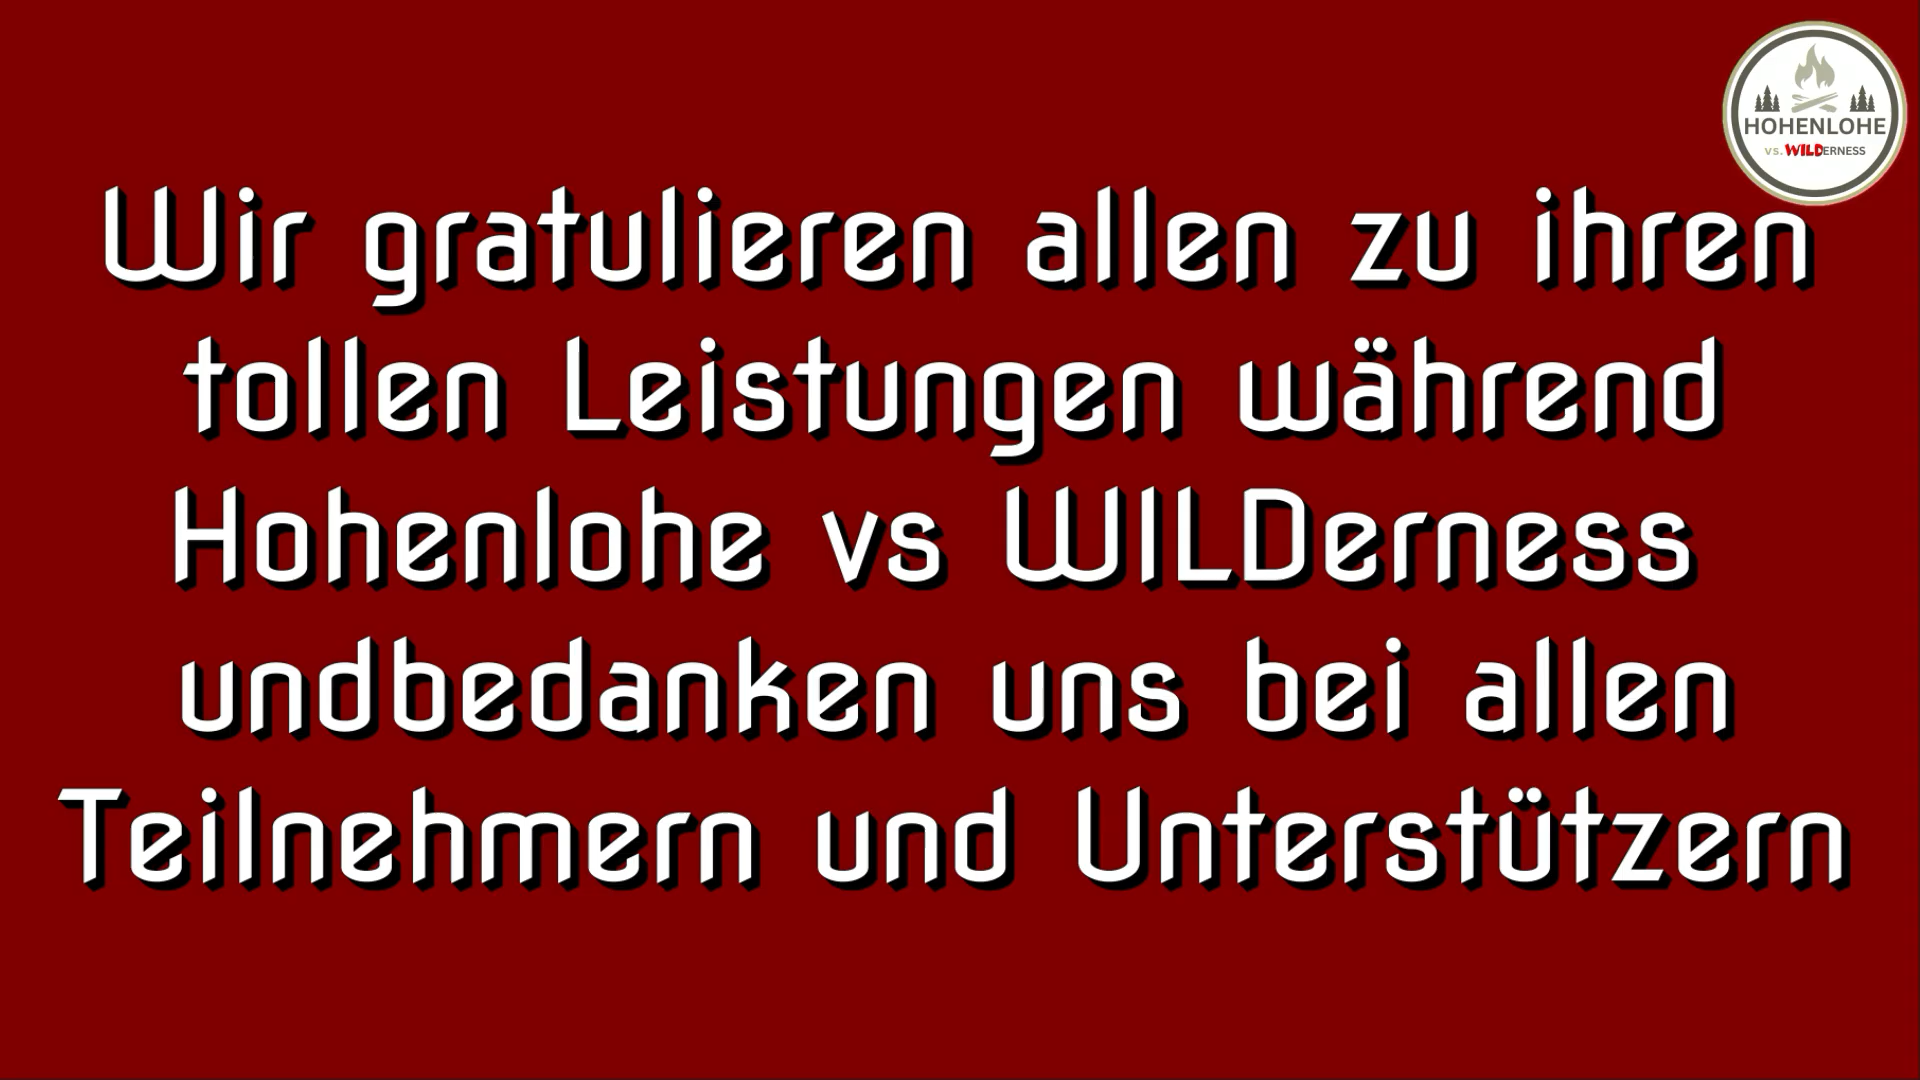 HOHENLOHE
VS. WILDERNESS
Wir gratulieren allen zu ihren
tollen Leistungen während
Hohenlohe vs WILDerness
undbedanken uns bei allen
Teilnehmern und Unterstützern